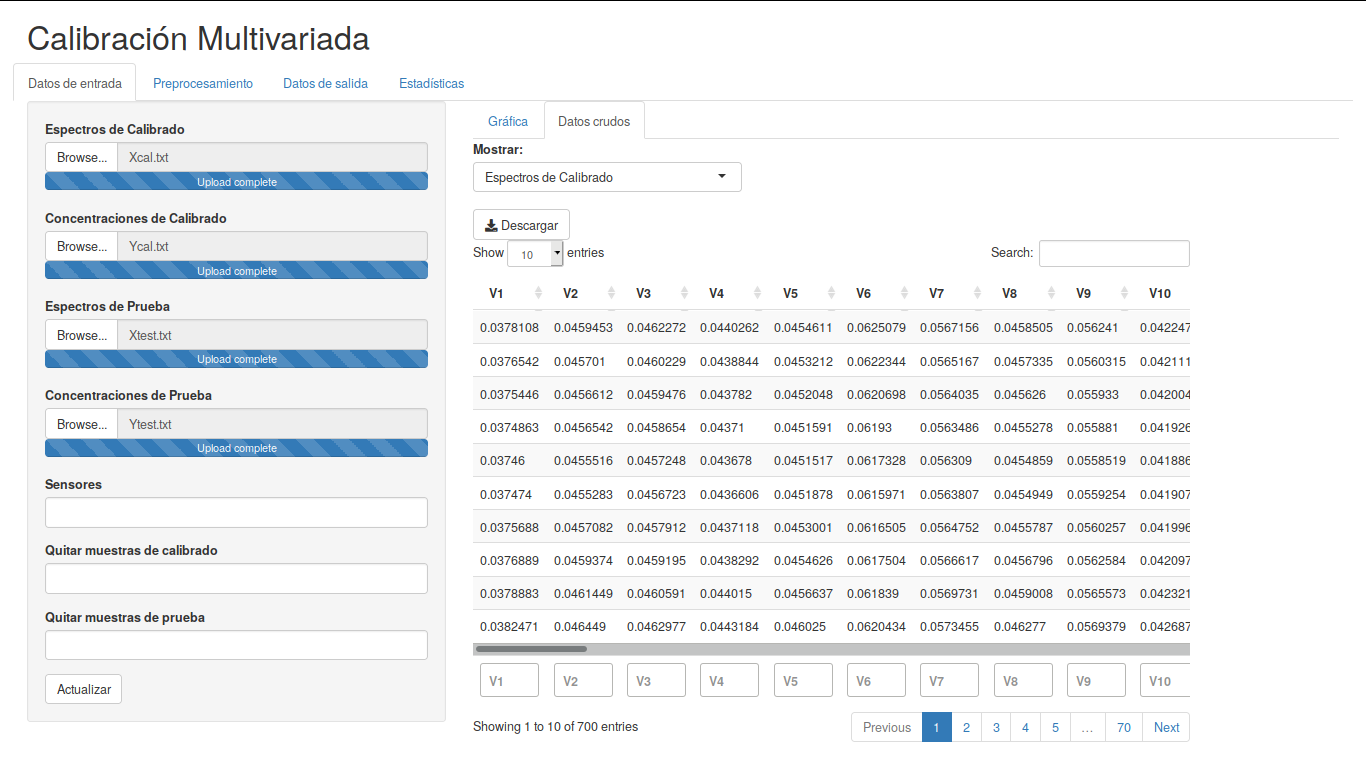 Calibración Multivariada
Datos de entrada Preprocesamiento Datos de salida Estadísticas
Espectros de Calibrado
Browse... Xcal.txt
Upload complete
Concentraciones de Calibrado
Browse... Ycal.txt
Upload complete
Espectros de Prueba
Browse... Xtest.txt
Upload complete
Concentraciones de Prueba
Browse... Ytest.txt
Upload complete
Sensores
Quitar muestras de calibrado
Quitar muestras de prueba
Actualizar
Gráfica Datos crudos
Mostrar:
Espectros de Calibrado
Descargar
Show 10 entries Search:
V1 V2 V3 V4 V5 V6 V7 V8 V9 V10
0.0378108 0.0459453 0.0462272 0.0440262 0.0454611 0.0625079 0.0567156 0.0458505 0.056241 0.042247
0.0376542 0.045701 0.0460229 0.0438844 0.0453212 0.0622344 0.0565167 0.0457335 0.0560315 0.042111
0.0375446 0.0456612 0.0459476 0.043782 0.0452048 0.0620698 0.0564035 0.045626 0.055933 0.042004
0.0374863 0.0456542 0.0458654 0.04371 0.0451591 0.06193 0.0563486 0.0455278 0.055881 0.041926
0.03746 0.0455516 0.0457248 0.043678 0.0451517 0.0617328 0.056309 0.0454859 0.0558519 0.041886
0.037474 0.0455283 0.0456723 0.0436606 0.0451878 0.0615971 0.0563807 0.0454949 0.0559254 0.041907
0.0375688 0.0457082 0.0457912 0.0437118 0.0453001 0.0616505 0.0564752 0.0455787 0.0560257 0.041996
0.0376889 0.0459374 0.0459195 0.0438292 0.0454626 0.0617504 0.0566617 0.0456796 0.0562584 0.042097
0.0378883 0.0461449 0.0460591 0.044015 0.0456637 0.061839 0.0569731 0.0459008 0.0565573 0.042321
0.0382471 0.046449 0.0462977 0.0443184 0.046025 0.0620434 0.0573455 0.046277 0.0569379 0.042687
V1 V2 V3 V4 V5 V6 V7 V8 V9 V10
Showing 1 to 10 of 700 entries Previous 1 2 3 4 5 … 70 Next